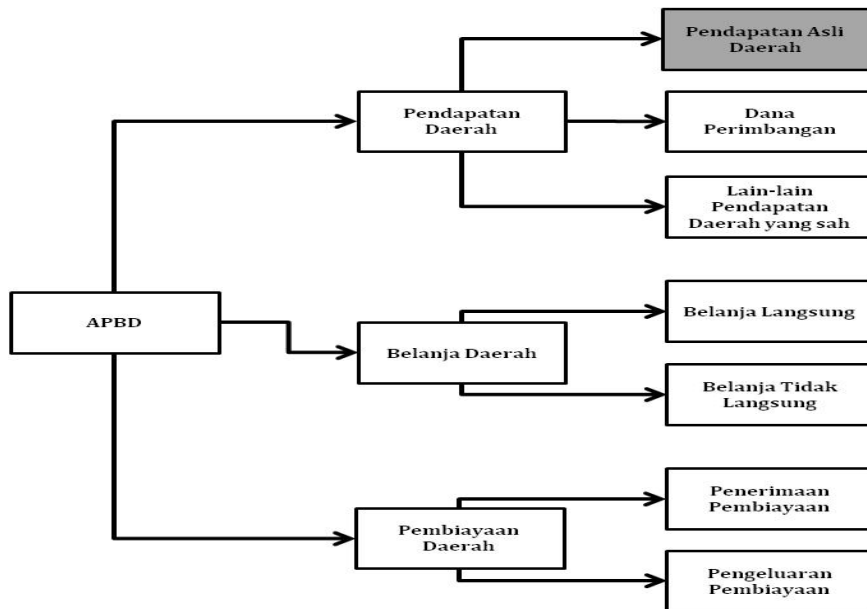 Pendapatan Asli
Daerah
Pendapatan
Daerah
Dana
Perimbangan
Lain-lain
Pendapatan
Daerah yang sah
APBD
Belanja Daerah
Belanja Langsung
Belanja Tidak
Langsung
Pembiayaan
Daerah
Penerimaan
Pembiayaan
Pengeluaran
Pembiayaan